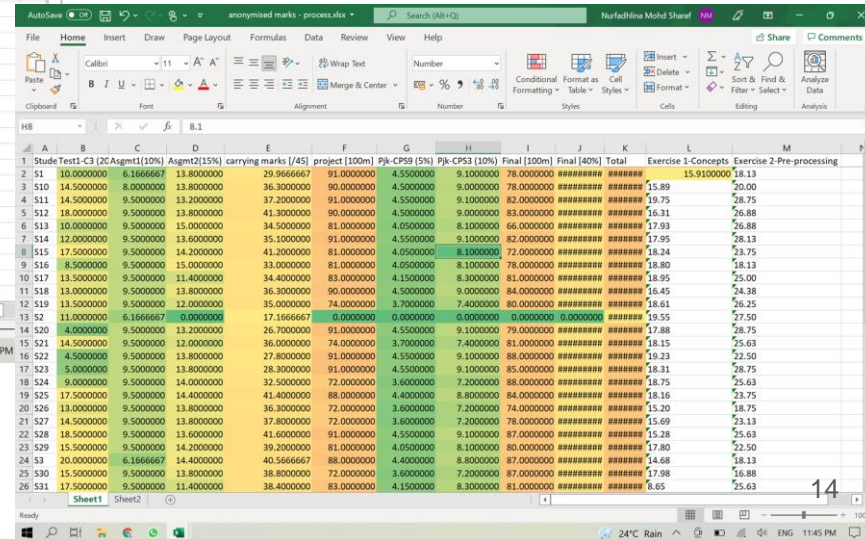 AutoSave Off anonymised marks - process.xlsx Search (Alt+Q) Nurfadhlina Mohd Sharef NM
File Home Insert Draw Page Layout Formulas Data Review View Help Share Comments
Calibri 11 A^ A˅ Wrap Text Number Insert
Paste B I U Merge & Center Conditional Format as Cell Delete Sort & Find & Analyze
Formatting Table Styles Format Filter Select Data
Clipboard Font Alignment Number Styles Cells Editing Analysis
H8 fx 8.1
A B C D E F G H I J K L M
1 Stude Test1-C3 (20 Asgmt1(10%) Asgmt2(15%) carrying marks [/45] project [100m] Pjk-CPS9 (5%) Pjk-CPS3 (10%) Final [100m] Final [40%] Total Exercise 1-Concepts Exercise 2-Pre-processing
2 S1 10.0000000 6.1666667 13.8000000 29.9666667 91.0000000 4.5500000 9.1000000 78.0000000 ######### ####### 15.9100000 18.13
3 S10 14.5000000 8.0000000 13.8000000 36.3000000 90.0000000 4.5000000 9.0000000 78.0000000 ######### ####### 15.89 20.00
4 S11 14.5000000 9.5000000 13.2000000 37.2000000 91.0000000 4.5500000 9.1000000 82.0000000 ######### ####### 19.75 28.75
5 S12 18.0000000 9.5000000 13.8000000 41.3000000 90.0000000 4.5000000 9.0000000 83.0000000 ######### ####### 16.31 26.88
6 S13 10.0000000 9.5000000 15.0000000 34.5000000 81.0000000 4.0500000 8.1000000 66.0000000 ######### ####### 17.93 26.88
7 S14 12.0000000 9.5000000 13.6000000 35.1000000 91.0000000 4.5500000 9.1000000 82.0000000 ######### ####### 17.95 28.13
8 S15 17.5000000 9.5000000 14.2000000 41.2000000 81.0000000 4.0500000 8.1000000 72.0000000 ######### ####### 18.24 23.75
9 S16 8.5000000 9.5000000 15.0000000 33.0000000 81.0000000 4.0500000 8.1000000 78.0000000 ######### ####### 18.80 18.13
10 S17 13.5000000 9.5000000 11.4000000 34.4000000 83.0000000 4.1500000 8.3000000 81.0000000 ######### ####### 18.95 25.00
11 S18 13.0000000 9.5000000 13.8000000 36.3000000 90.0000000 4.5000000 9.0000000 84.0000000 ######### ####### 16.45 24.38
12 S19 13.5000000 9.5000000 12.0000000 35.0000000 74.0000000 3.7000000 7.4000000 80.0000000 ######### ####### 18.61 26.25
13 S2 11.0000000 6.1666667 0.0000000 17.1666667 0.0000000 0.0000000 0.0000000 0.0000000 0.0000000 ####### 19.55 27.50
14 S20 4.0000000 9.5000000 13.2000000 26.7000000 91.0000000 4.5500000 9.1000000 79.0000000 ######### ####### 17.88 28.75
15 S21 14.5000000 9.5000000 12.0000000 36.0000000 74.0000000 3.7000000 7.4000000 81.0000000 ######### ####### 18.15 25.63
16 S22 4.5000000 9.5000000 13.8000000 27.8000000 91.0000000 4.5500000 9.1000000 88.0000000 ######### ####### 19.23 22.50
17 S23 5.0000000 9.5000000 13.8000000 28.3000000 91.0000000 4.5500000 9.1000000 85.0000000 ######### ####### 18.31 28.75
18 S24 9.0000000 9.5000000 14.0000000 32.5000000 72.0000000 3.6000000 7.2000000 88.0000000 ######### ####### 18.75 25.63
19 S25 17.5000000 9.5000000 14.4000000 41.4000000 88.0000000 4.4000000 8.8000000 84.0000000 ######### ####### 18.16 23.75
20 S26 13.0000000 9.5000000 13.8000000 36.3000000 72.0000000 3.6000000 7.2000000 74.0000000 ######### ####### 15.20 18.75
21 S27 14.5000000 9.5000000 13.8000000 37.8000000 72.0000000 3.6000000 7.2000000 78.0000000 ######### ####### 15.69 23.13
22 S28 18.5000000 9.5000000 13.6000000 41.6000000 91.0000000 4.5500000 9.1000000 87.0000000 ######### ####### 15.28 25.63
23 S29 15.5000000 9.5000000 14.2000000 39.2000000 81.0000000 4.0500000 8.1000000 87.0000000 ######### ####### 17.80 22.50
24 S3 20.0000000 6.1666667 14.4000000 40.5666667 88.0000000 4.4000000 8.8000000 87.0000000 ######### ####### 14.68 18.13
25 S30 15.5000000 9.5000000 13.8000000 38.8000000 72.0000000 3.6000000 7.2000000 87.0000000 ######### ####### 17.98 16.88
26 S31 17.5000000 9.5000000 11.4000000 38.4000000 83.0000000 4.1500000 8.3000000 81.0000000 ######### ####### 8.65 25.63
14
Sheet1 Sheet2
Ready 100
PM
24°C Rain ENG 11:45 PM